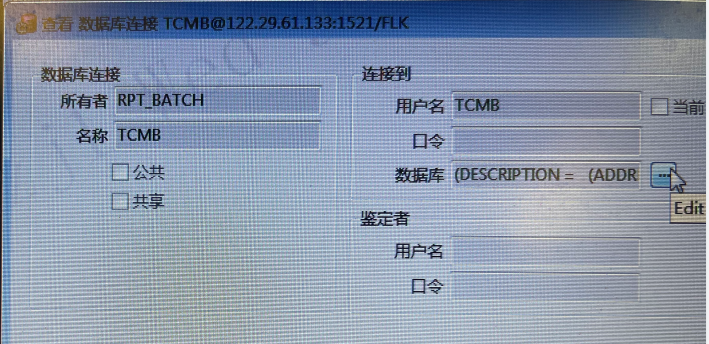 查看 数据库连接 TCMB@122.29.61.133:1521/FLK
数据库连接
所有者 RPT_BATCH
名称 TCMB
公共
共享
连接到
用户名 TCMB 当前
口令
数据库 (DESCRIPTION = (ADDR ...
Edit
鉴定者
用户名
口令